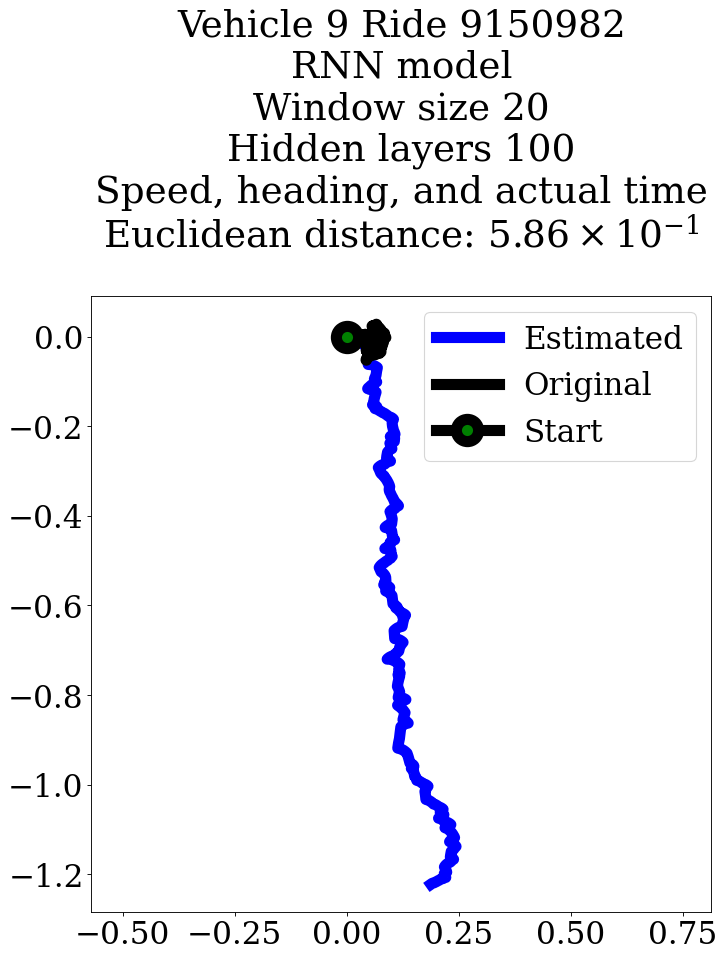 Vehicle 9 Ride 9150982
RNN model
Window size 20
Hidden layers 100
Speed, heading, and actual time
Euclidean distance: 5.86 × 10⁻¹
Estimated
Original
Start
0.0
−0.2
−0.4
−0.6
−0.8
−1.0
−1.2
−0.50 −0.25 0.00 0.25 0.50 0.75